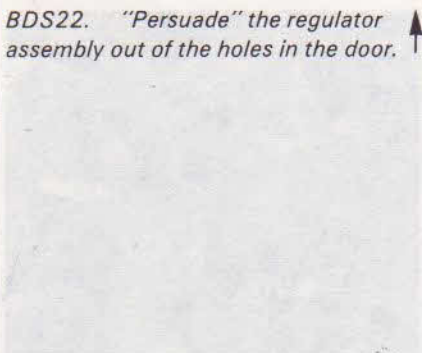 BDS22. "Persuade" the regulator
assembly out of the holes in the door.